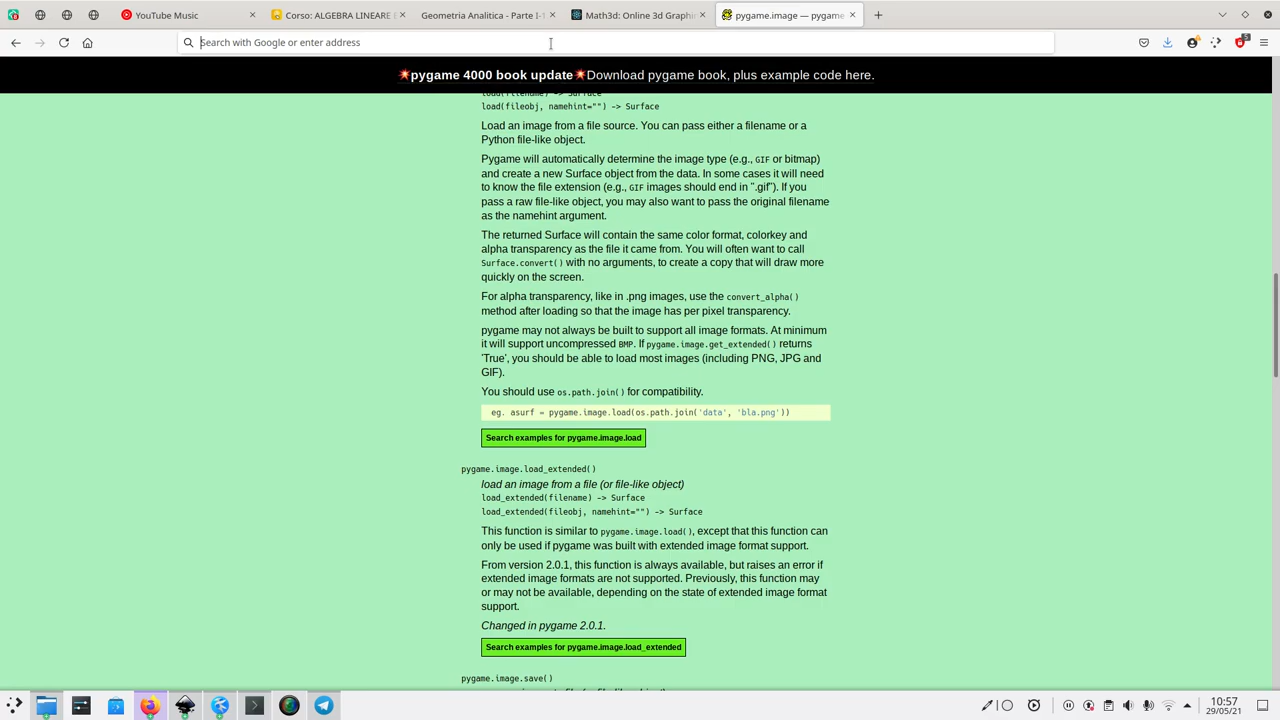 YouTube Music
Corso: ALGEBRA LINEARE E
Geometria Analitica - Parte I-1
Math3d: Online 3d Graphin
pygame.image — pygame
Search with Google or enter address
5
💥pygame 4000 book update💥Download pygame book, plus example code here.
load(filename) -> Surface
load(fileobj, namehint="") -> Surface
Load an image from a file source. You can pass either a filename or a
Python file-like object.
Pygame will automatically determine the image type (e.g., GIF or bitmap)
and create a new Surface object from the data. In some cases it will need
to know the file extension (e.g., GIF images should end in ".gif"). If you
pass a raw file-like object, you may also want to pass the original filename
as the namehint argument.
The returned Surface will contain the same color format, colorkey and
alpha transparency as the file it came from. You will often want to call
Surface.convert() with no arguments, to create a copy that will draw more
quickly on the screen.
For alpha transparency, like in .png images, use the convert_alpha()
method after loading so that the image has per pixel transparency.
pygame may not always be built to support all image formats. At minimum
it will support uncompressed BMP. If pygame.image.get_extended() returns
'True', you should be able to load most images (including PNG, JPG and
GIF).
You should use os.path.join() for compatibility.
eg. asurf = pygame.image.load(os.path.join('data', 'bla.png'))
Search examples for pygame.image.load
pygame.image.load_extended()
load an image from a file (or file-like object)
load_extended(filename) -> Surface
load_extended(fileobj, namehint="") -> Surface
This function is similar to pygame.image.load(), except that this function can
only be used if pygame was built with extended image format support.
From version 2.0.1, this function is always available, but raises an error if
extended image formats are not supported. Previously, this function may
or may not be available, depending on the state of extended image format
support.
Changed in pygame 2.0.1.
Search examples for pygame.image.load_extended
pygame.image.save()
10:57
29/05/21